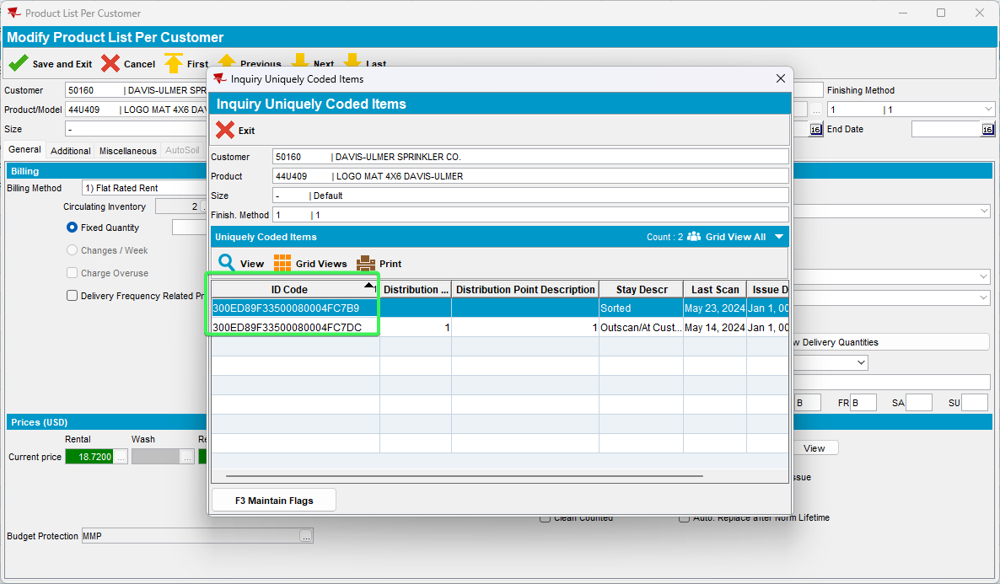 Product List Per Customer
Modify Product List Per Customer
Save and Exit Cancel First Previous Next Last
Customer 50160 | DAVIS-ULMER SPR Finishing Method
Product/Model 44U409 | LOGO MAT 4X6 DAV ... 1 | 1
Size - 16 End Date 16
General Additional Miscellaneous AutoSoil
Billing
Billing Method 1) Flat Rated Rent
Circulating Inventory 2
Fixed Quantity
Changes / Week
Charge Overuse
Delivery Frequency Related Pr
w Delivery Quantities
B FR B SA SU
Prices (USD)
Rental Wash Re
Current price 18.7200 ... ...
View
ssue
Clean Counted Auto. Replace after Norm Lifetime
Budget Protection MMP ...
Inquiry Uniquely Coded Items
Inquiry Uniquely Coded Items
Exit
Customer 50160 | DAVIS-ULMER SPRINKLER CO.
Product 44U409 | LOGO MAT 4X6 DAVIS-ULMER
Size - | Default
Finish. Method 1 | 1
Uniquely Coded Items Count : 2 Grid View All
View Grid Views Print
ID Code 1 Distribution ... Distribution Point Description Stay Descr Last Scan Issue D
300ED89F33500080004FC7B9 Sorted May 23, 2024 Jan 1, 00
300ED89F33500080004FC7DC 1 1 Outscan/At Cust... May 14, 2024 Jan 1, 00
F3 Maintain Flags